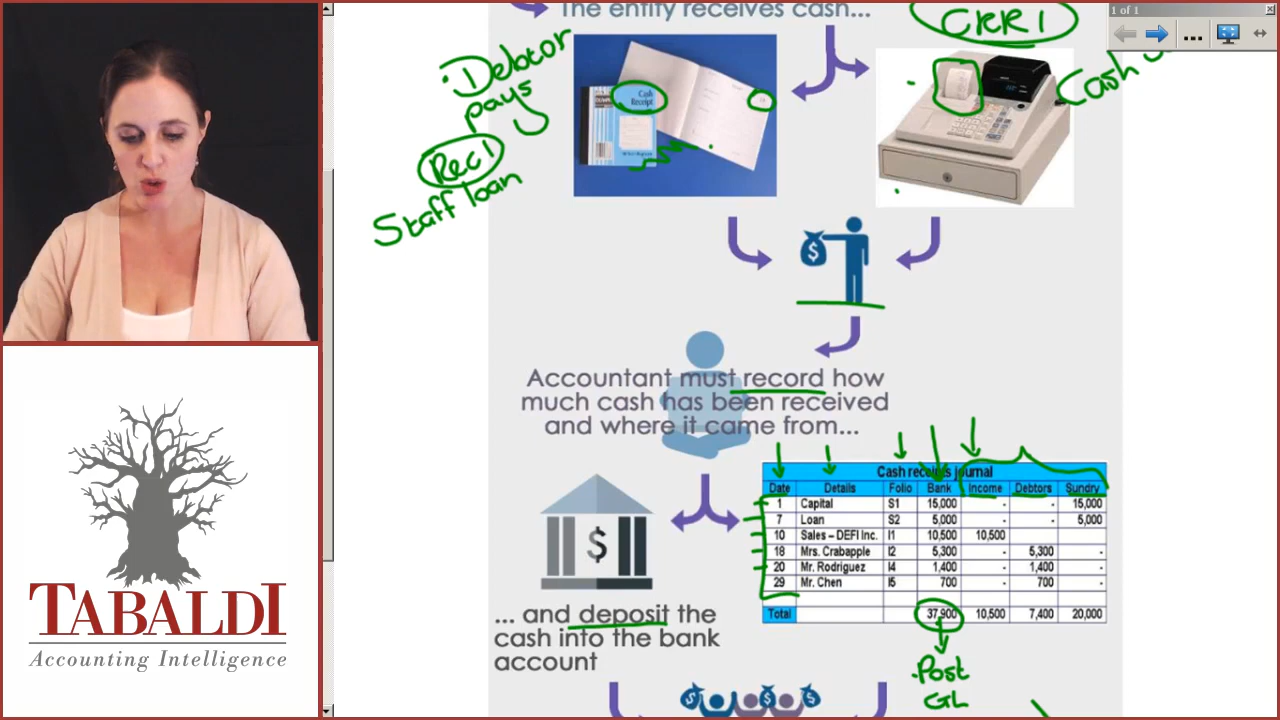 1 of 1
The entity receives cash...
CRR1
Debtor
pays
Rec1
Staff loan
Cash
Cash
Receipt
$
Accountant must record how
much cash has been received
and where it came from...
Cash receipts journal
Date Details Folio Bank Income Debtors Sundry
1 Capital S1 15,000 - - 15,000
7 Loan S2 5,000 - - 5,000
10 Sales – DEFI Inc. I1 10,500 10,500
18 Mrs. Crabapple I2 5,300 5,300 -
20 Mr. Rodriguez I4 1,400 1,400 -
29 Mr. Chen I5 700 700 -
Total 37,900 10,500 7,400 20,000
$
... and deposit the
cash into the bank
account
Post
GL
$ $ $
TABALDI
Accounting Intelligence